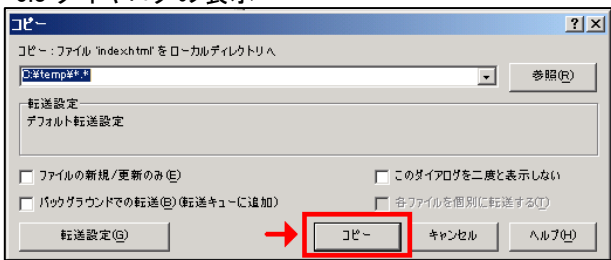 コピー
コピー：ファイル 'index.html' をローカルディレクトリへ
D:¥temp¥*.*
参照(R)
転送設定
デフォルト転送設定
ファイルの新規/更新のみ(E)
このダイアログを二度と表示しない
バックグラウンドでの転送(B)(転送キューに追加)
各ファイルを個別に転送する(T)
転送設定(G)
コピー
キャンセル
ヘルプ(H)